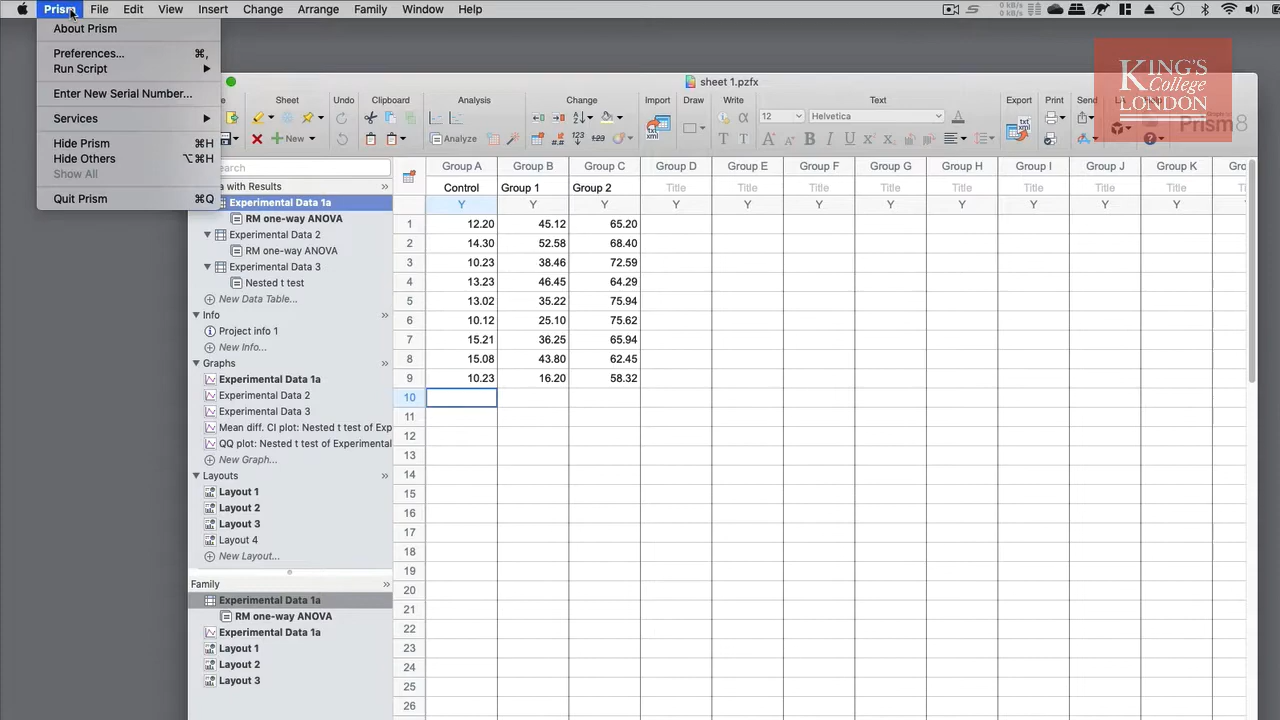 Prism File Edit View Insert Change Arrange Family Window Help
About Prism
Preferences... ⌘,
Run Script
Enter New Serial Number...
Services
Hide Prism ⌘H
Hide Others ⌥⌘H
Show All
Quit Prism ⌘Q
sheet 1.pzfx
KING'S
College
LONDON
Prism8
Sheet Undo Clipboard Analysis Change Import Draw Write Text Export Print Send
12 Helvetica
New Analyze
Group A Group B Group C Group D Group E Group F Group G Group H Group I Group J Group K
Control Group 1 Group 2 Title Title Title Title Title Title Title Title
Y Y Y Y Y Y Y Y Y Y Y
1 12.20 45.12 65.20
2 14.30 52.58 68.40
3 10.23 38.46 72.59
4 13.23 46.45 64.29
5 13.02 35.22 75.94
6 10.12 25.10 75.62
7 15.21 36.25 65.94
8 15.08 43.80 62.45
9 10.23 16.20 58.32
10
11
12
13
14
15
16
17
18
19
20
21
22
23
24
25
26
with Results
Experimental Data 1a
RM one-way ANOVA
Experimental Data 2
RM one-way ANOVA
Experimental Data 3
Nested t test
New Data Table...
Info
Project info 1
New Info...
Graphs
Experimental Data 1a
Experimental Data 2
Experimental Data 3
Mean diff. CI plot: Nested t test of Exp
QQ plot: Nested t test of Experimental
New Graph...
Layouts
Layout 1
Layout 2
Layout 3
Layout 4
New Layout...
Family
Experimental Data 1a
RM one-way ANOVA
Experimental Data 1a
Layout 1
Layout 2
Layout 3